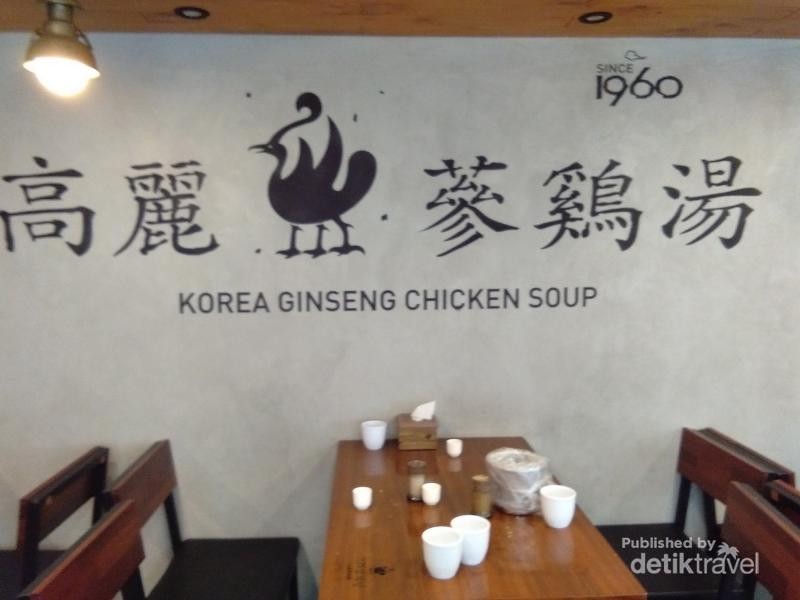 SINCE
1960
高麗 蔘鷄湯
KOREA GINSENG CHICKEN SOUP
Published by
detiktravel